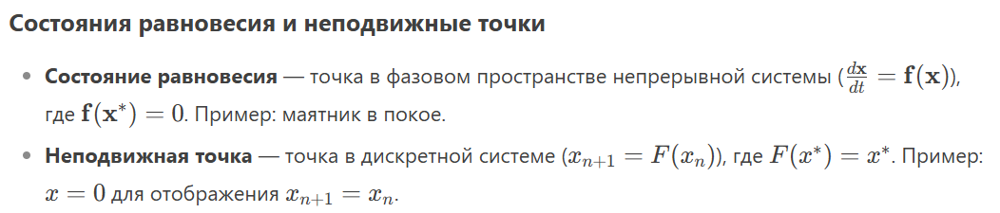 Состояния равновесия и неподвижные точки
• Состояние равновесия — точка в фазовом пространстве непрерывной системы ($\frac{d\mathbf{x}}{dt} = \mathbf{f}(\mathbf{x})$),
где $\mathbf{f}(\mathbf{x}^*) = 0$. Пример: маятник в покое.
• Неподвижная точка — точка в дискретной системе ($x_{n+1} = F(x_n)$), где $F(x^*) = x^*$. Пример:
$x = 0$ для отображения $x_{n+1} = x_n$.